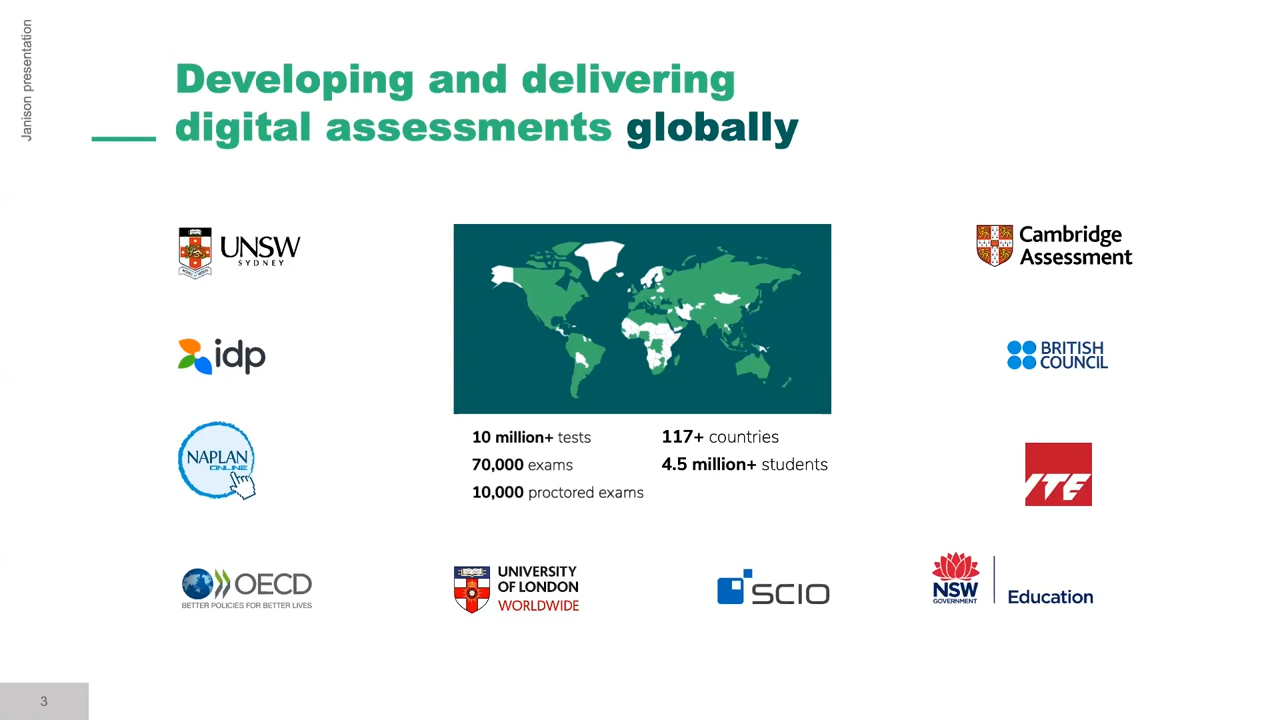 Janison presentation
Developing and delivering
digital assessments globally
UNSW
SYDNEY
idp
NAPLAN
ONLINE
OECD
BETTER POLICIES FOR BETTER LIVES
10 million+ tests
70,000 exams
10,000 proctored exams
117+ countries
4.5 million+ students
UNIVERSITY
OF LONDON
WORLDWIDE
SCIO
Cambridge
Assessment
BRITISH
COUNCIL
ITE
NSW
GOVERNMENT
Education
3